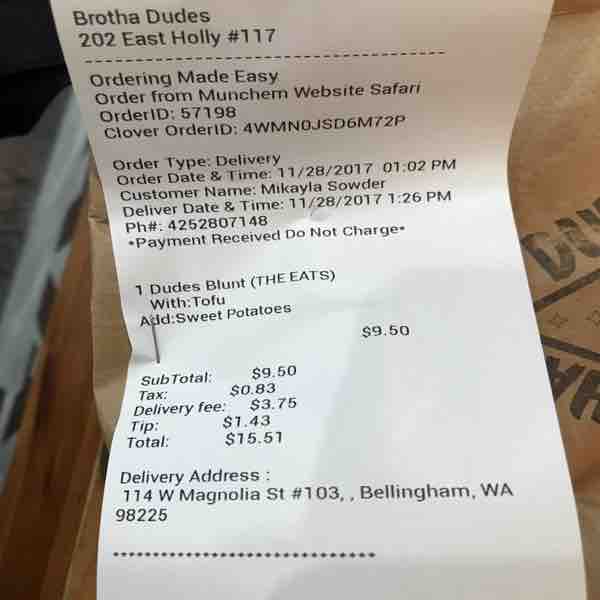 Brotha Dudes
202 East Holly #117
Ordering Made Easy
Order from Munchem Website Safari
OrderID: 57198
Clover OrderID: 4WMN0JSD6M72P
Order Type: Delivery
Order Date & Time: 11/28/2017 01:02 PM
Customer Name: Mikayla Sowder
Deliver Date & Time: 11/28/2017 1:26 PM
Ph#: 4252807148
*Payment Received Do Not Charge*
1 Dudes Blunt (THE EATS)
With:Tofu
Add:Sweet Potatoes
$9.50
SubTotal: $9.50
Tax: $0.83
Delivery fee: $3.75
Tip: $1.43
Total: $15.51
Delivery Address :
114 W Magnolia St #103, , Bellingham, WA
98225